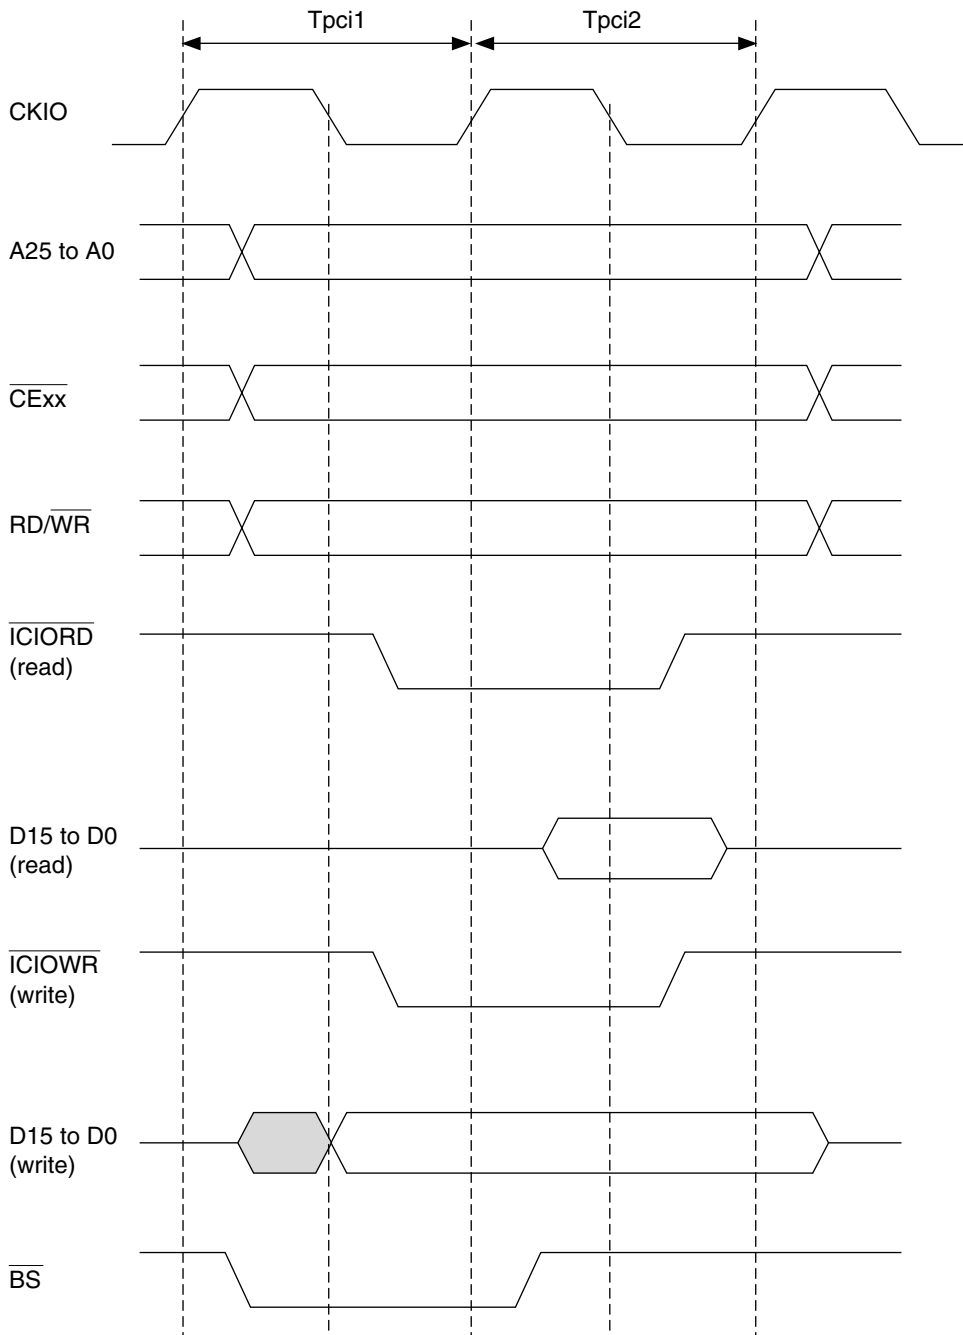 Tpci1
Tpci2
CKIO
A25 to A0
CExx
RD/WR
ICIORD
(read)
D15 to D0
(read)
ICIOWR
(write)
D15 to D0
(write)
BS